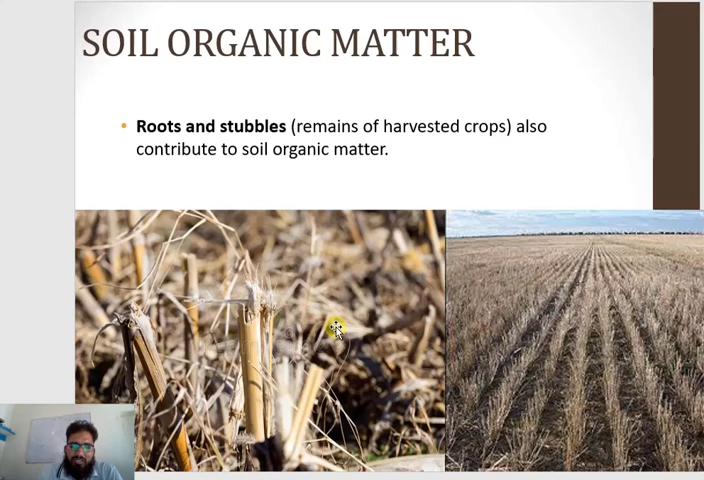 SOIL ORGANIC MATTER
• Roots and stubbles (remains of harvested crops) also
contribute to soil organic matter.